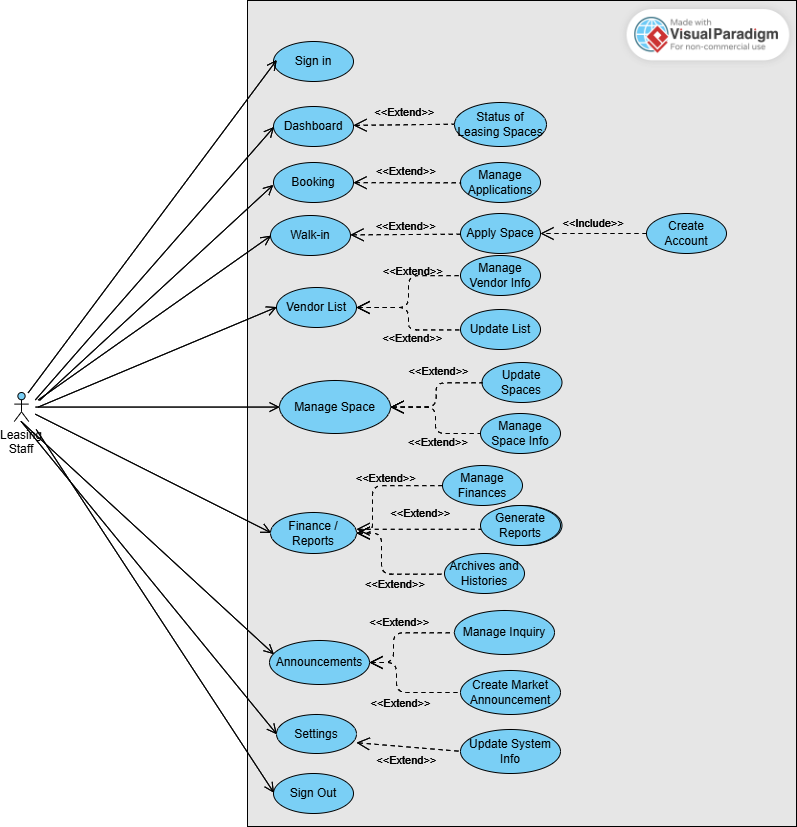 Made with
VisualParadigm
For non-commercial use
Sign in
Dashboard
<<Extend>>
Status of
Leasing Spaces
Booking
<<Extend>>
Manage
Applications
Walk-in
<<Extend>>
Apply Space
<<Include>>
Create
Account
Vendor List
<<Extend>>
Manage
Vendor Info
<<Extend>>
Update List
Leasing
Staff
Manage Space
<<Extend>>
Update
Spaces
<<Extend>>
Manage
Space Info
Finance /
Reports
<<Extend>>
Manage
Finances
<<Extend>>
Generate
Reports
<<Extend>>
Archives and
Histories
Announcements
<<Extend>>
Manage Inquiry
<<Extend>>
Create Market
Announcement
Settings
<<Extend>>
Update System
Info
Sign Out